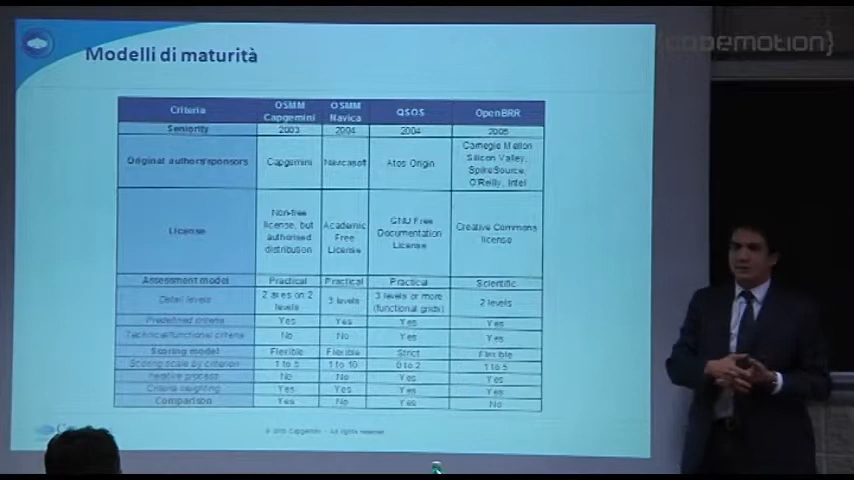 {codemotion}
Modelli di maturità
Criteria OSMM Capgemini OSMM Navica QSOS OpenBRR
Seniority 2003 2004 2004 2005
Original authors/sponsors Capgemini Navicasoft Atos Origin Carnegie Mellon Silicon Valley, SpikeSource, O'Reilly, Intel
License Non-free license, but authorised distribution Academic Free License GNU Free Documentation License Creative Commons license
Assessment model Practical Practical Practical Scientific
Detail levels 2 axes on 2 levels 3 levels 3 levels or more (functional grids) 2 levels
Predefined criteria Yes Yes Yes Yes
Technical/functional criteria No No Yes Yes
Scoring model Flexible Flexible Strict Flexible
Scoring scale by criterion 1 to 5 1 to 10 0 to 2 1 to 5
Iterative process No No Yes Yes
Criteria weighting Yes Yes Yes Yes
Comparison Yes No Yes No
Capgemini - All rights reserved